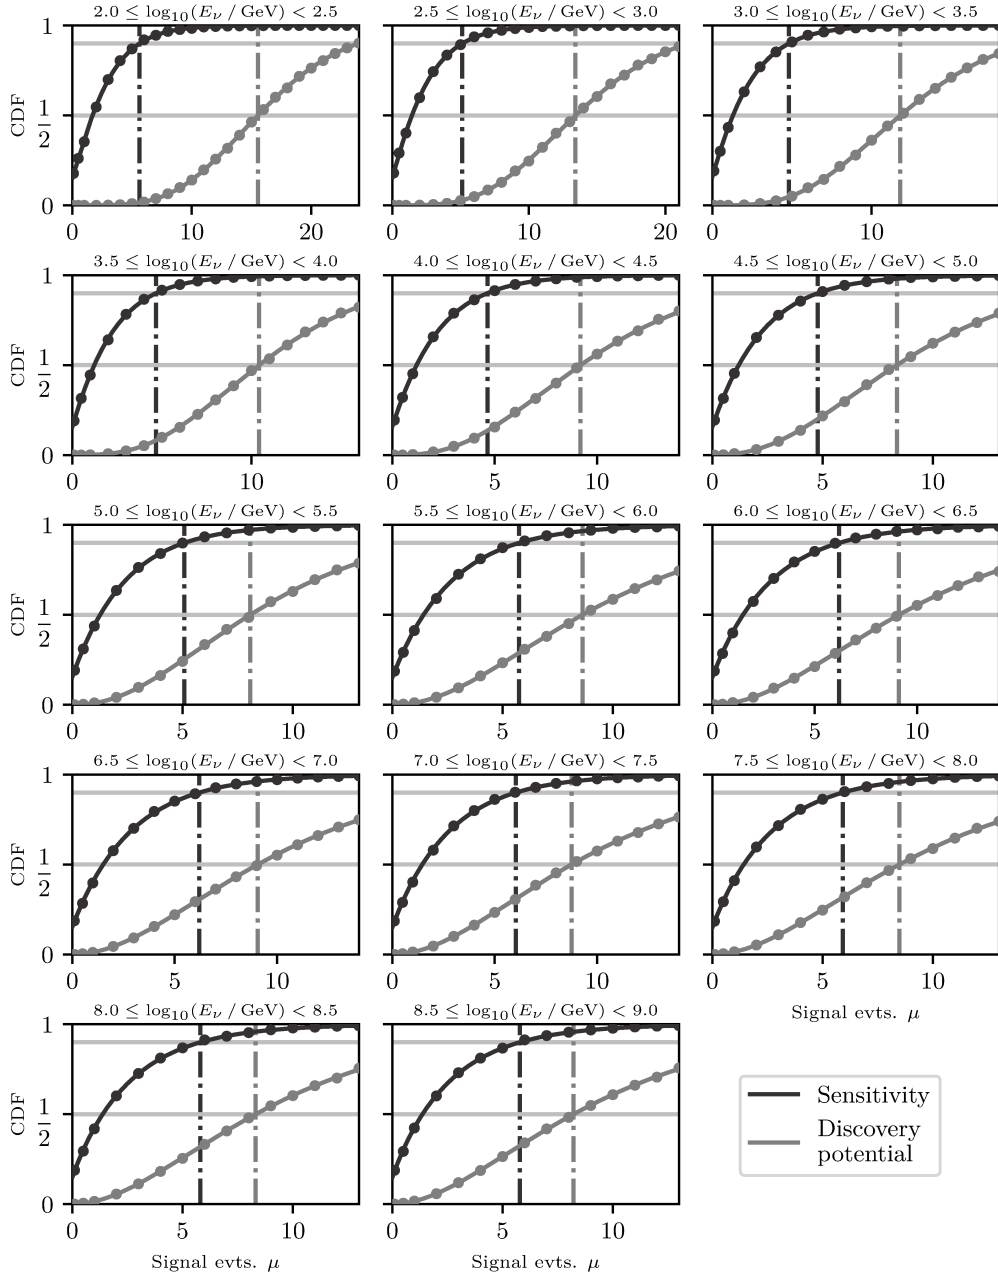 2.0 ≤ log₁₀(Eν / GeV) < 2.5
2.5 ≤ log₁₀(Eν / GeV) < 3.0
3.0 ≤ log₁₀(Eν / GeV) < 3.5
CDF
1
1/2
0
0 10 20
0 10 20
0 10
3.5 ≤ log₁₀(Eν / GeV) < 4.0
4.0 ≤ log₁₀(Eν / GeV) < 4.5
4.5 ≤ log₁₀(Eν / GeV) < 5.0
CDF
1
1/2
0
0 10
0 5 10
0 5 10
5.0 ≤ log₁₀(Eν / GeV) < 5.5
5.5 ≤ log₁₀(Eν / GeV) < 6.0
6.0 ≤ log₁₀(Eν / GeV) < 6.5
CDF
1
1/2
0
0 5 10
0 5 10
0 5 10
6.5 ≤ log₁₀(Eν / GeV) < 7.0
7.0 ≤ log₁₀(Eν / GeV) < 7.5
7.5 ≤ log₁₀(Eν / GeV) < 8.0
CDF
1
1/2
0
0 5 10
0 5 10
0 5 10
Signal evts. μ
8.0 ≤ log₁₀(Eν / GeV) < 8.5
8.5 ≤ log₁₀(Eν / GeV) < 9.0
CDF
1
1/2
0
0 5 10
0 5 10
Signal evts. μ
Signal evts. μ
Sensitivity
Discovery
potential